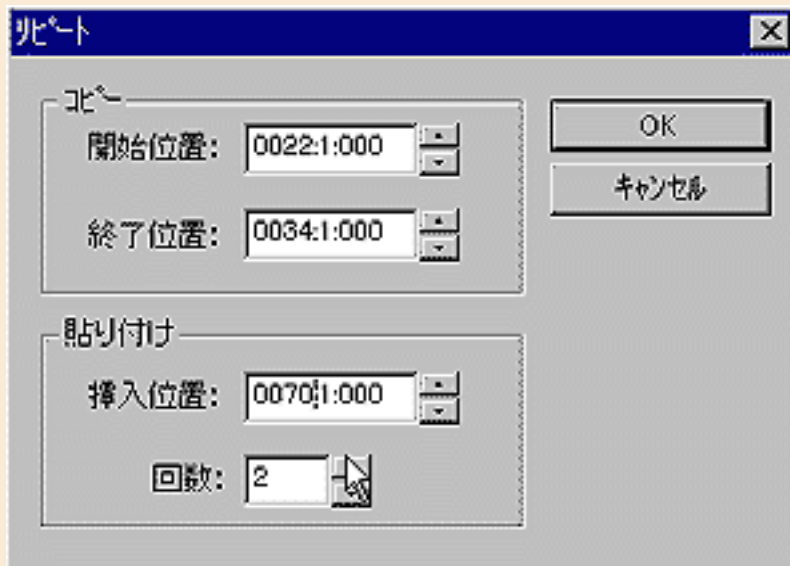 リピート
コピー
開始位置: 0022:1:000
OK
キャンセル
終了位置: 0034:1:000
貼り付け
挿入位置: 0070:1:000
回数: 2